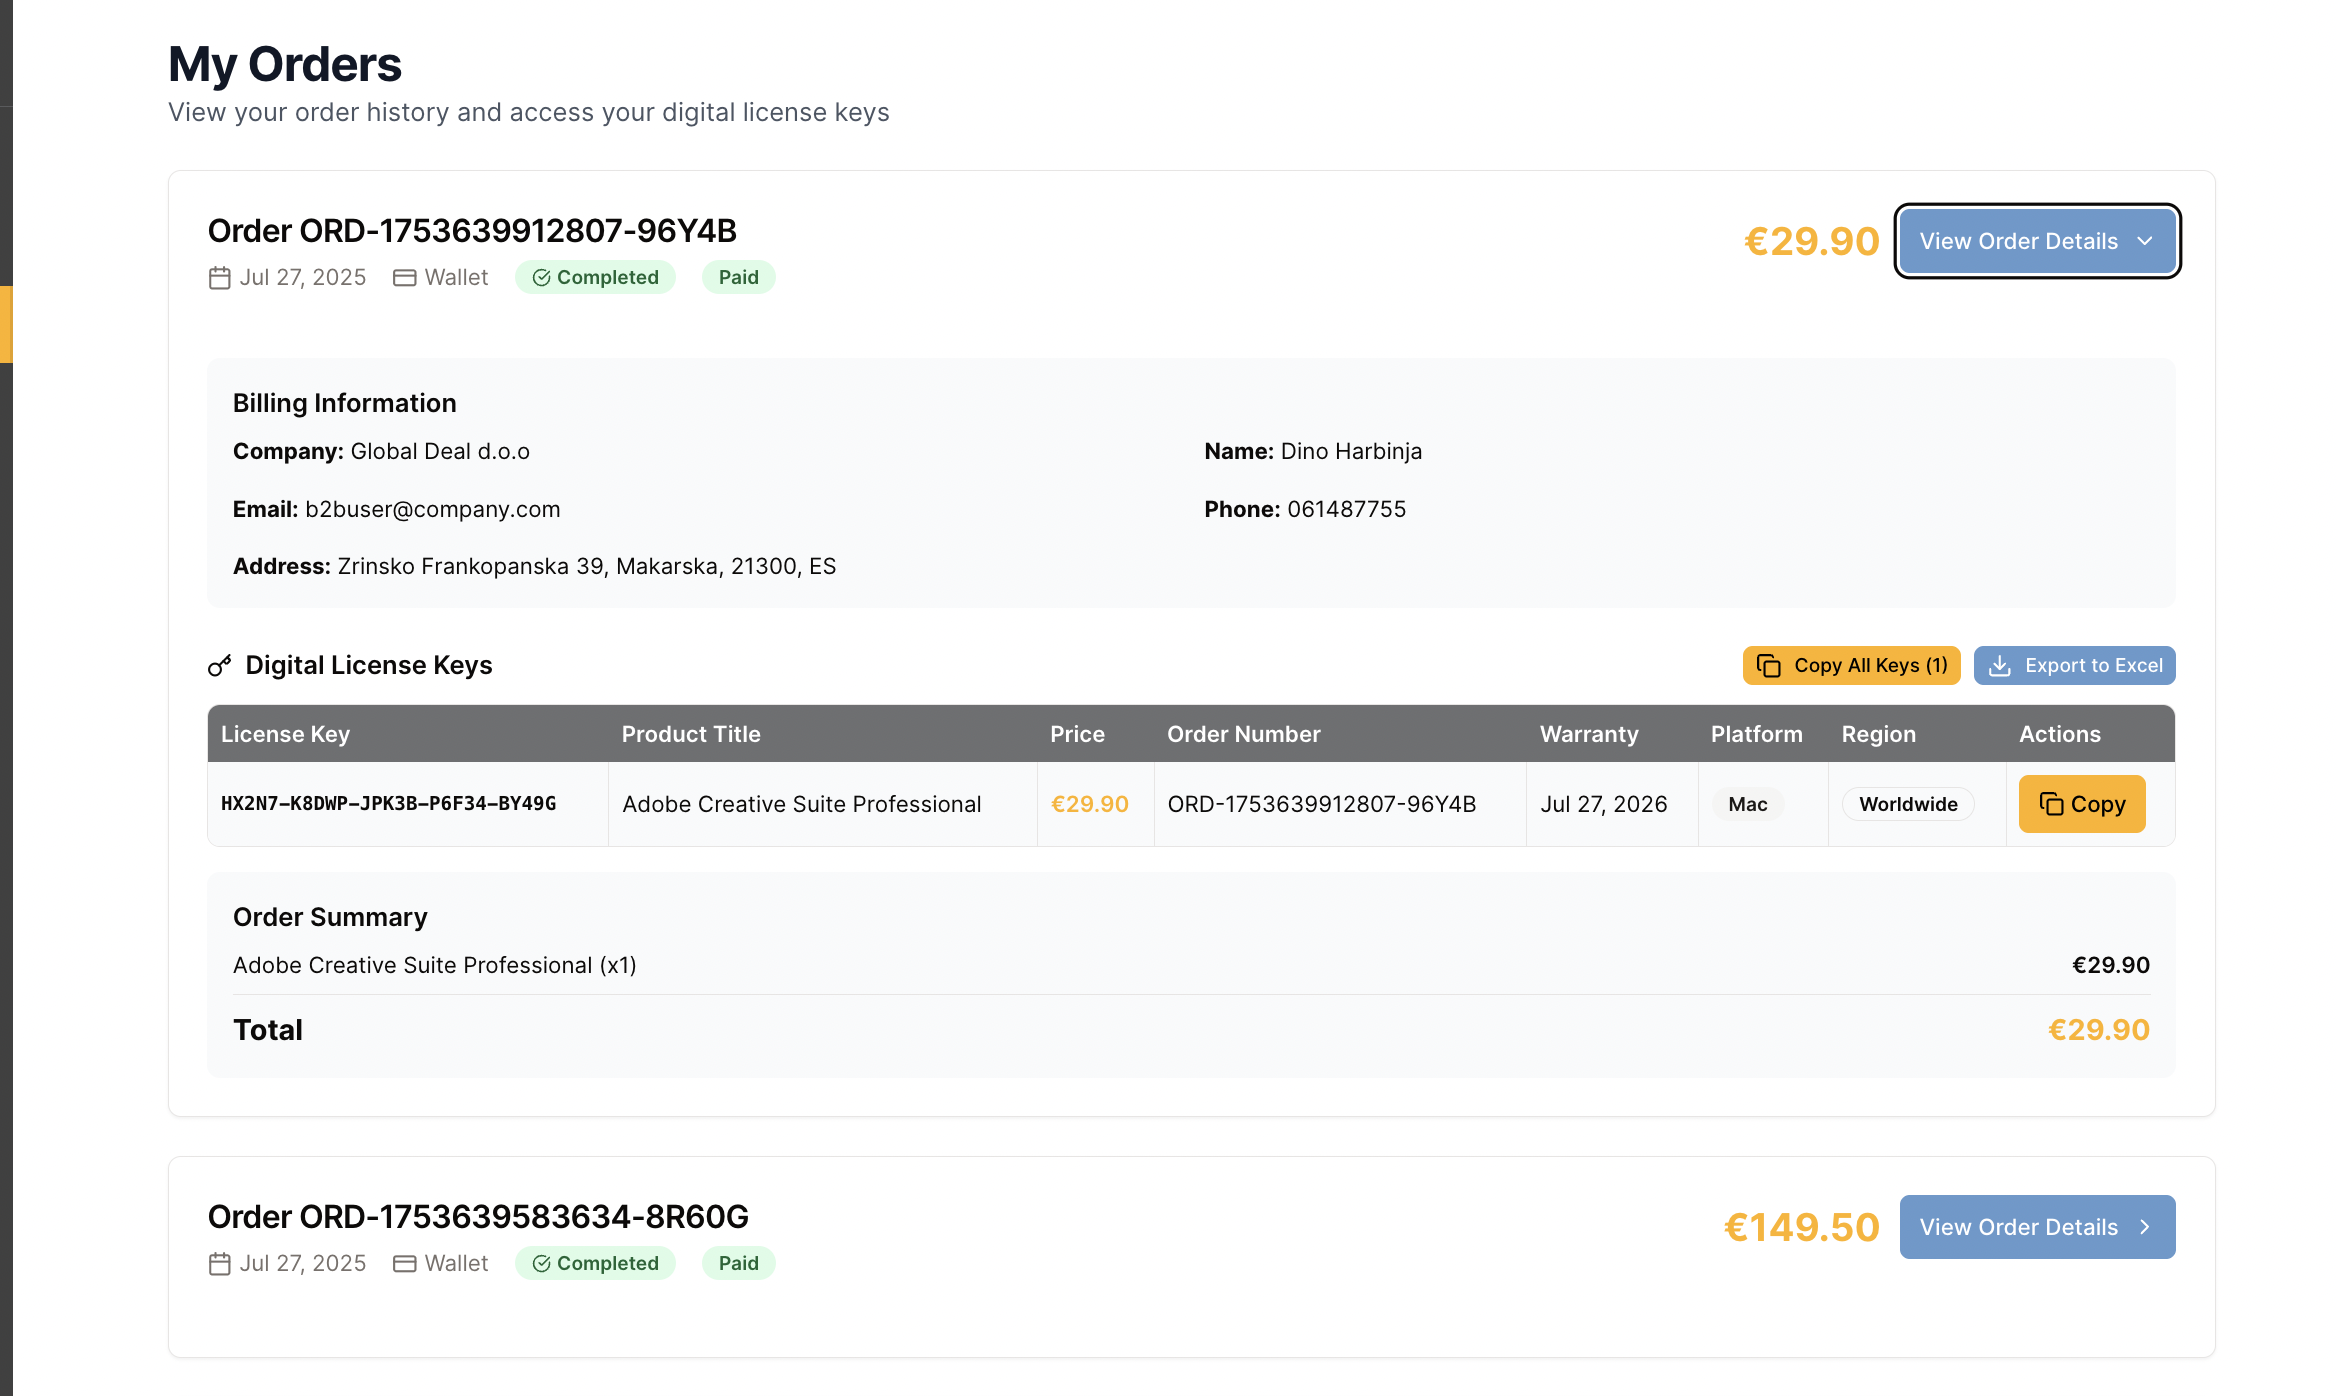 My Orders
View your order history and access your digital license keys
Order ORD-1753639912807-96Y4B
€29.90
View Order Details
Jul 27, 2025 Wallet Completed Paid
Billing Information
Company: Global Deal d.o.o
Name: Dino Harbinja
Email: b2buser@company.com
Phone: 061487755
Address: Zrinsko Frankopanska 39, Makarska, 21300, ES
Digital License Keys
Copy All Keys (1)
Export to Excel
License Key Product Title Price Order Number Warranty Platform Region Actions
HX2N7-K8DWP-JPK3B-P6F34-BY49G Adobe Creative Suite Professional €29.90 ORD-1753639912807-96Y4B Jul 27, 2026 Mac Worldwide Copy
Order Summary
Adobe Creative Suite Professional (x1) €29.90
Total €29.90
Order ORD-1753639583634-8R60G
€149.50
View Order Details
Jul 27, 2025 Wallet Completed Paid